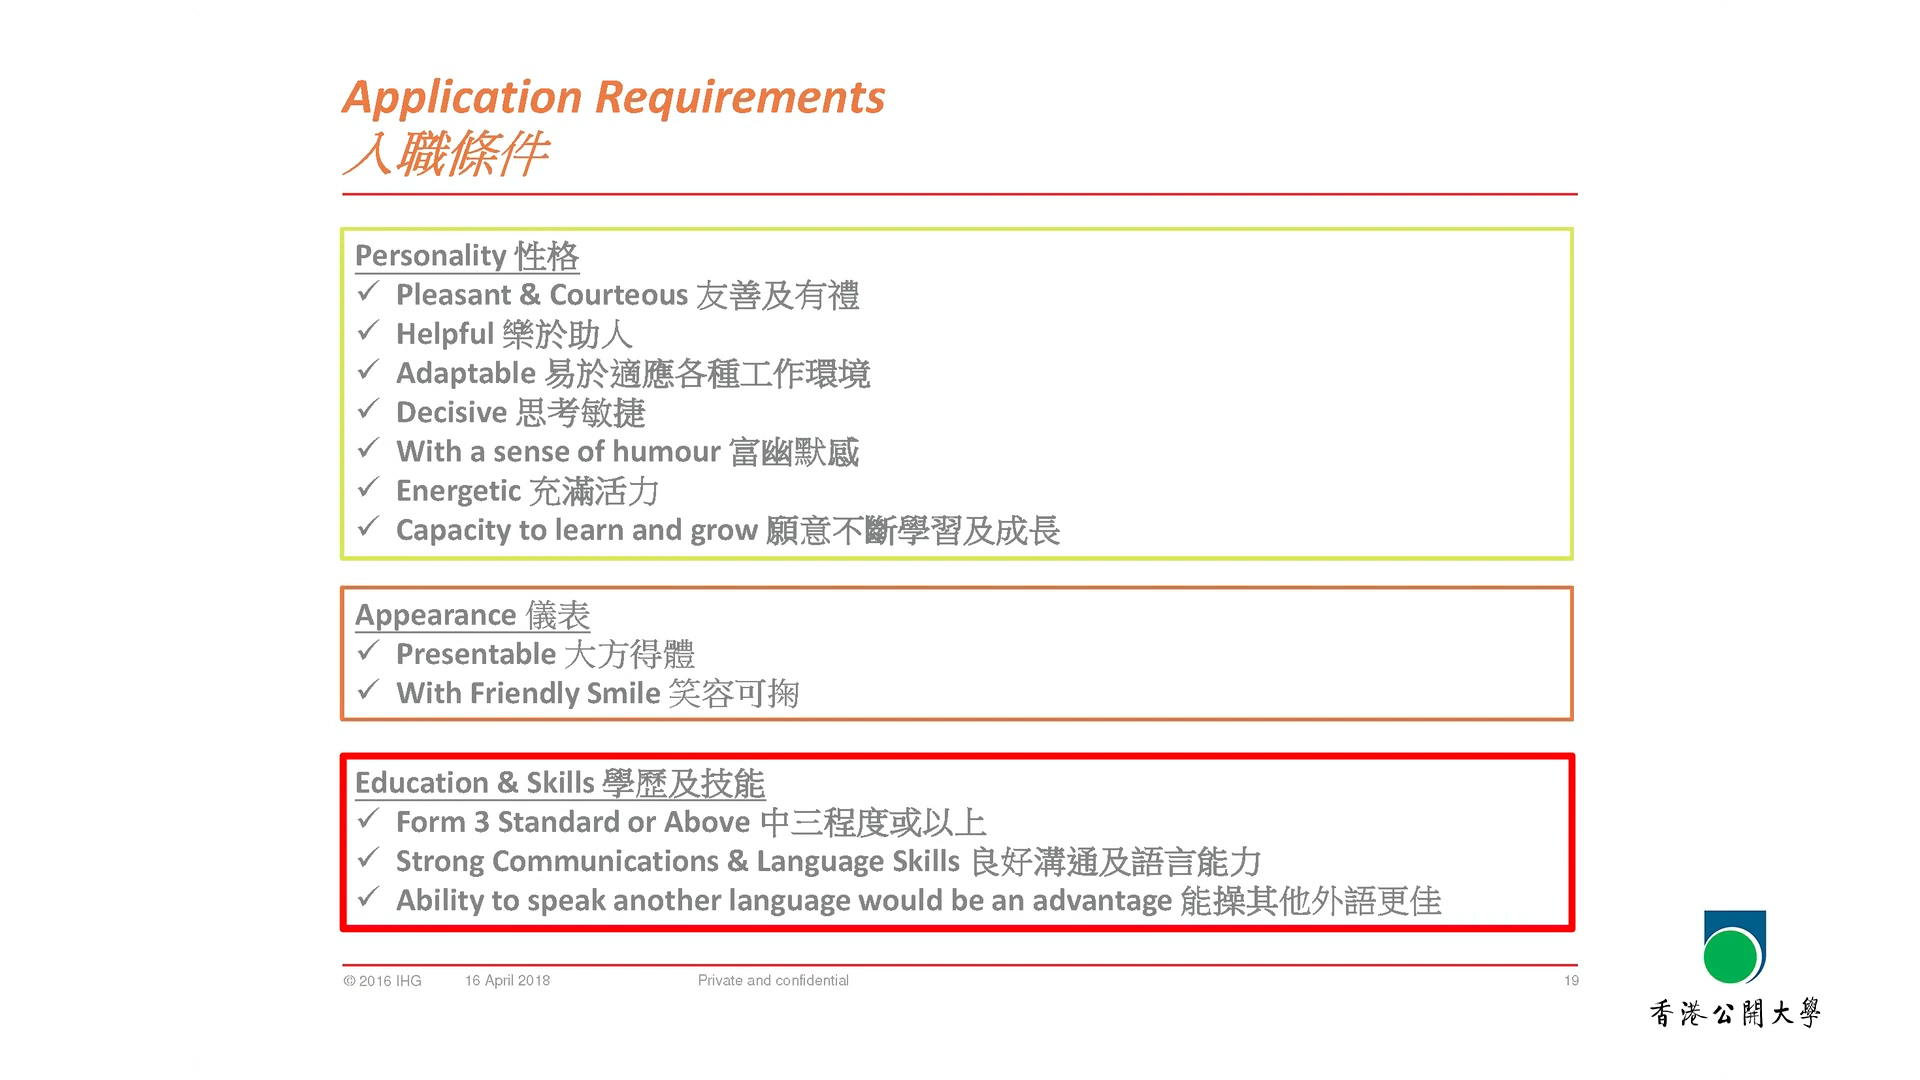 Application Requirements
入職條件
Personality 性格
✓ Pleasant & Courteous 友善及有禮
✓ Helpful 樂於助人
✓ Adaptable 易於適應各種工作環境
✓ Decisive 思考敏捷
✓ With a sense of humour 富幽默感
✓ Energetic 充滿活力
✓ Capacity to learn and grow 願意不斷學習及成長
Appearance 儀表
✓ Presentable 大方得體
✓ With Friendly Smile 笑容可掬
Education & Skills 學歷及技能
✓ Form 3 Standard or Above 中三程度或以上
✓ Strong Communications & Language Skills 良好溝通及語言能力
✓ Ability to speak another language would be an advantage 能操其他外語更佳
© 2016 IHG 16 April 2018 Private and confidential 19
香港公開大學